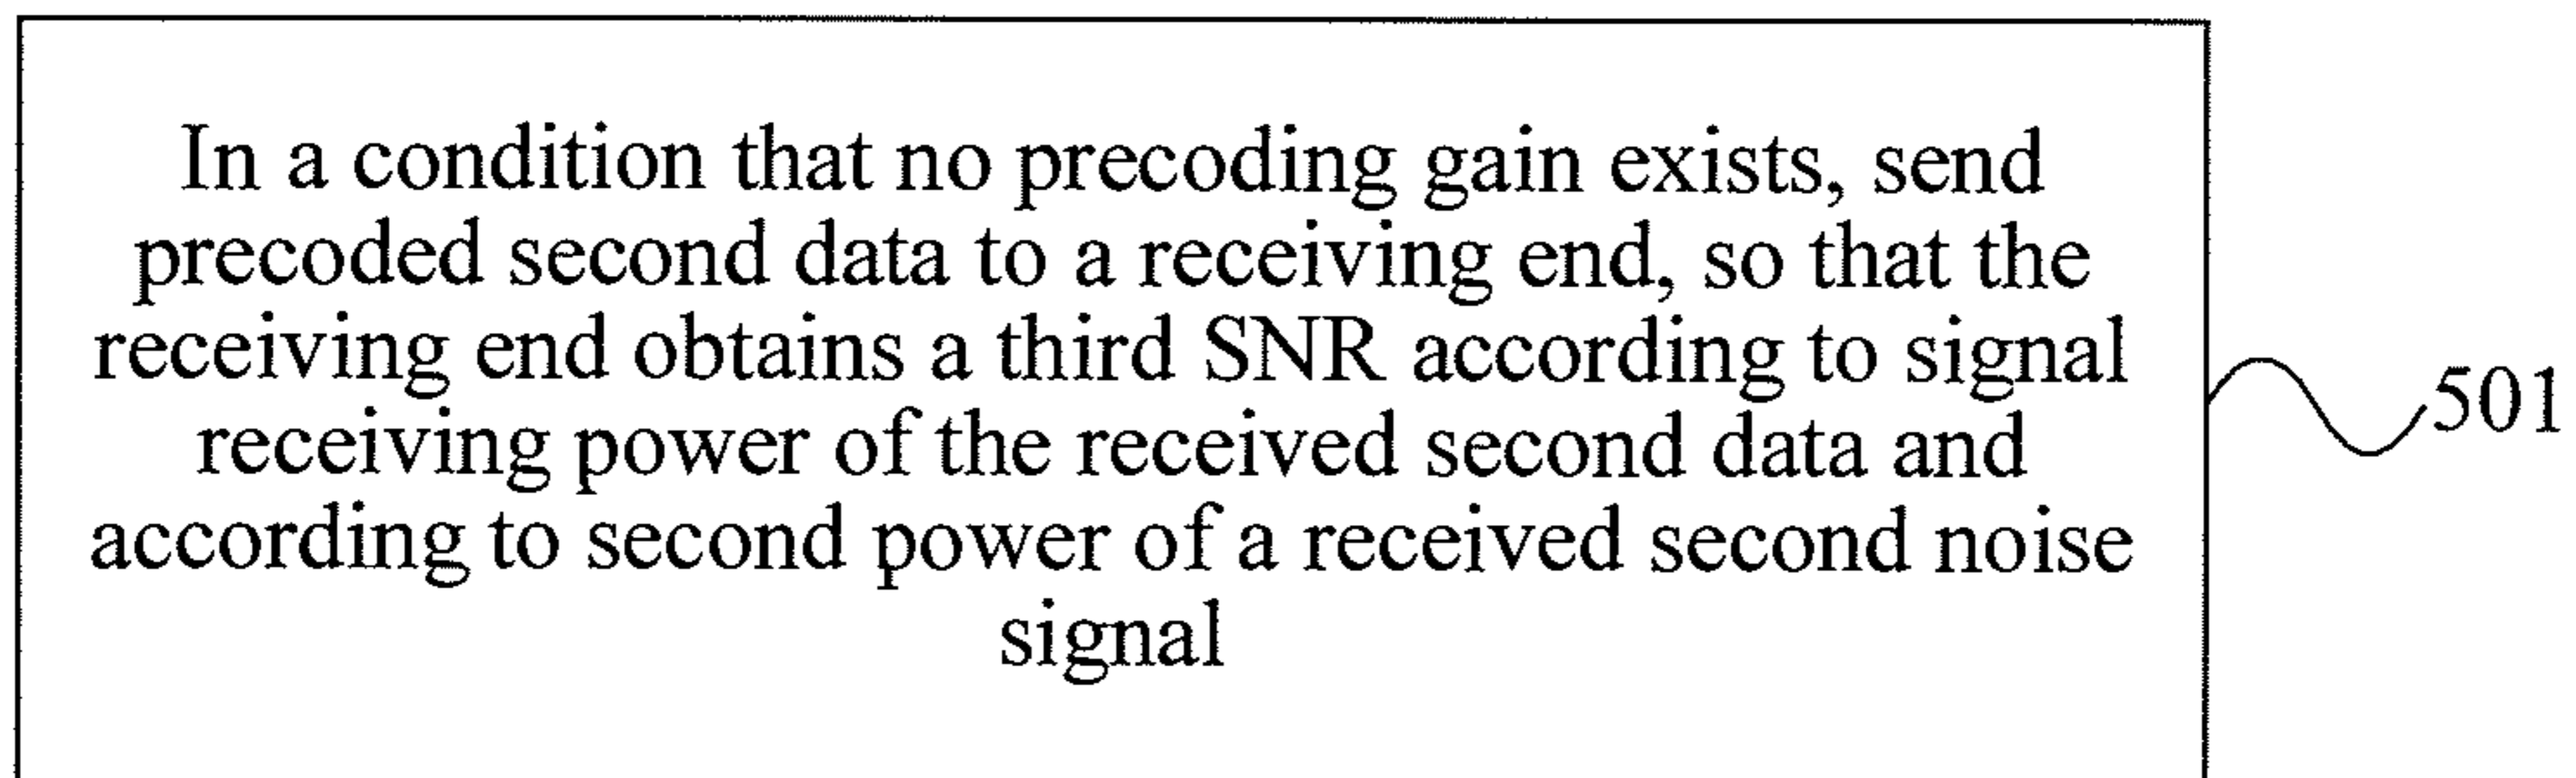 In a condition that no precoding gain exists, send
precoded second data to a receiving end, so that the
receiving end obtains a third SNR according to signal
receiving power of the received second data and
according to second power of a received second noise
signal
501